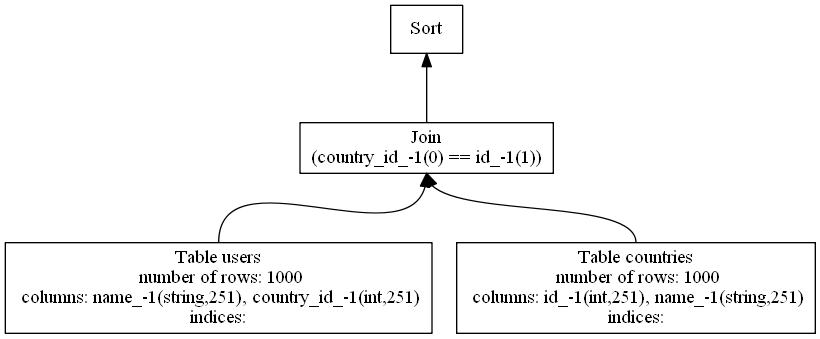 Sort
Join
(country_id_-1(0) == id_-1(1))
Table users
number of rows: 1000
columns: name_-1(string,251), country_id_-1(int,251)
indices:
Table countries
number of rows: 1000
columns: id_-1(int,251), name_-1(string,251)
indices: